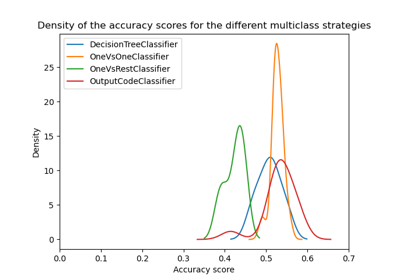 Density of the accuracy scores for the different multiclass strategies
DecisionTreeClassifier
OneVsOneClassifier
OneVsRestClassifier
OutputCodeClassifier
Density
25
20
15
10
5
0
0.0 0.1 0.2 0.3 0.4 0.5 0.6 0.7
Accuracy score